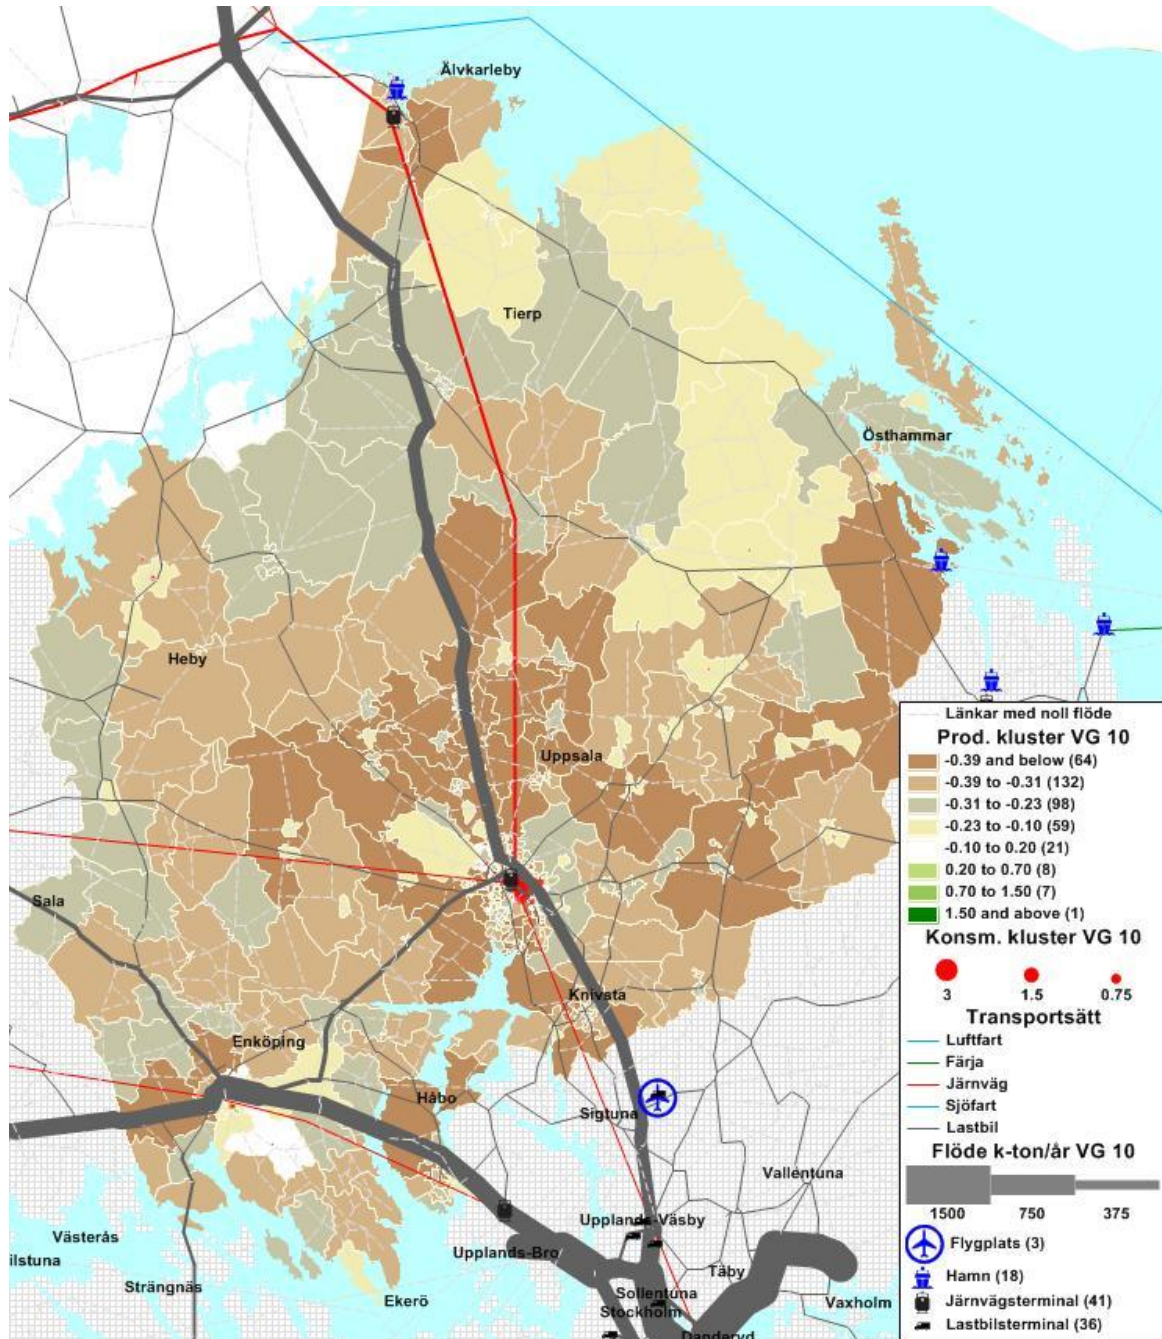 Älvkarleby
Tierp
Östhammar
Heby
Uppsala
Sala
Knivsta
Enköping
Håbo
Sigtuna
Vallentuna
Upplands-Väsby
Västerås
ilstuna
Upplands-Bro
Täby
Strängnäs
Ekerö
Sollentuna
Stockholm
Vaxholm
Danderyd
Länkar med noll flöde
Prod. kluster VG 10
-0.39 and below (64)
-0.39 to -0.31 (132)
-0.31 to -0.23 (98)
-0.23 to -0.10 (59)
-0.10 to 0.20 (21)
0.20 to 0.70 (8)
0.70 to 1.50 (7)
1.50 and above (1)
Konsm. kluster VG 10
3 1.5 0.75
Transportsätt
Luftfart
Färja
Järnväg
Sjöfart
Lastbil
Flöde k-ton/år VG 10
1500 750 375
Flygplats (3)
Hamn (18)
Järnvägsterminal (41)
Lastbilsterminal (36)